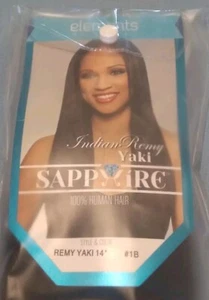 elements
Indian Remy
Yaki
SAPPHIRE
100% HUMAN HAIR
REMY YAKI 14"
#1B